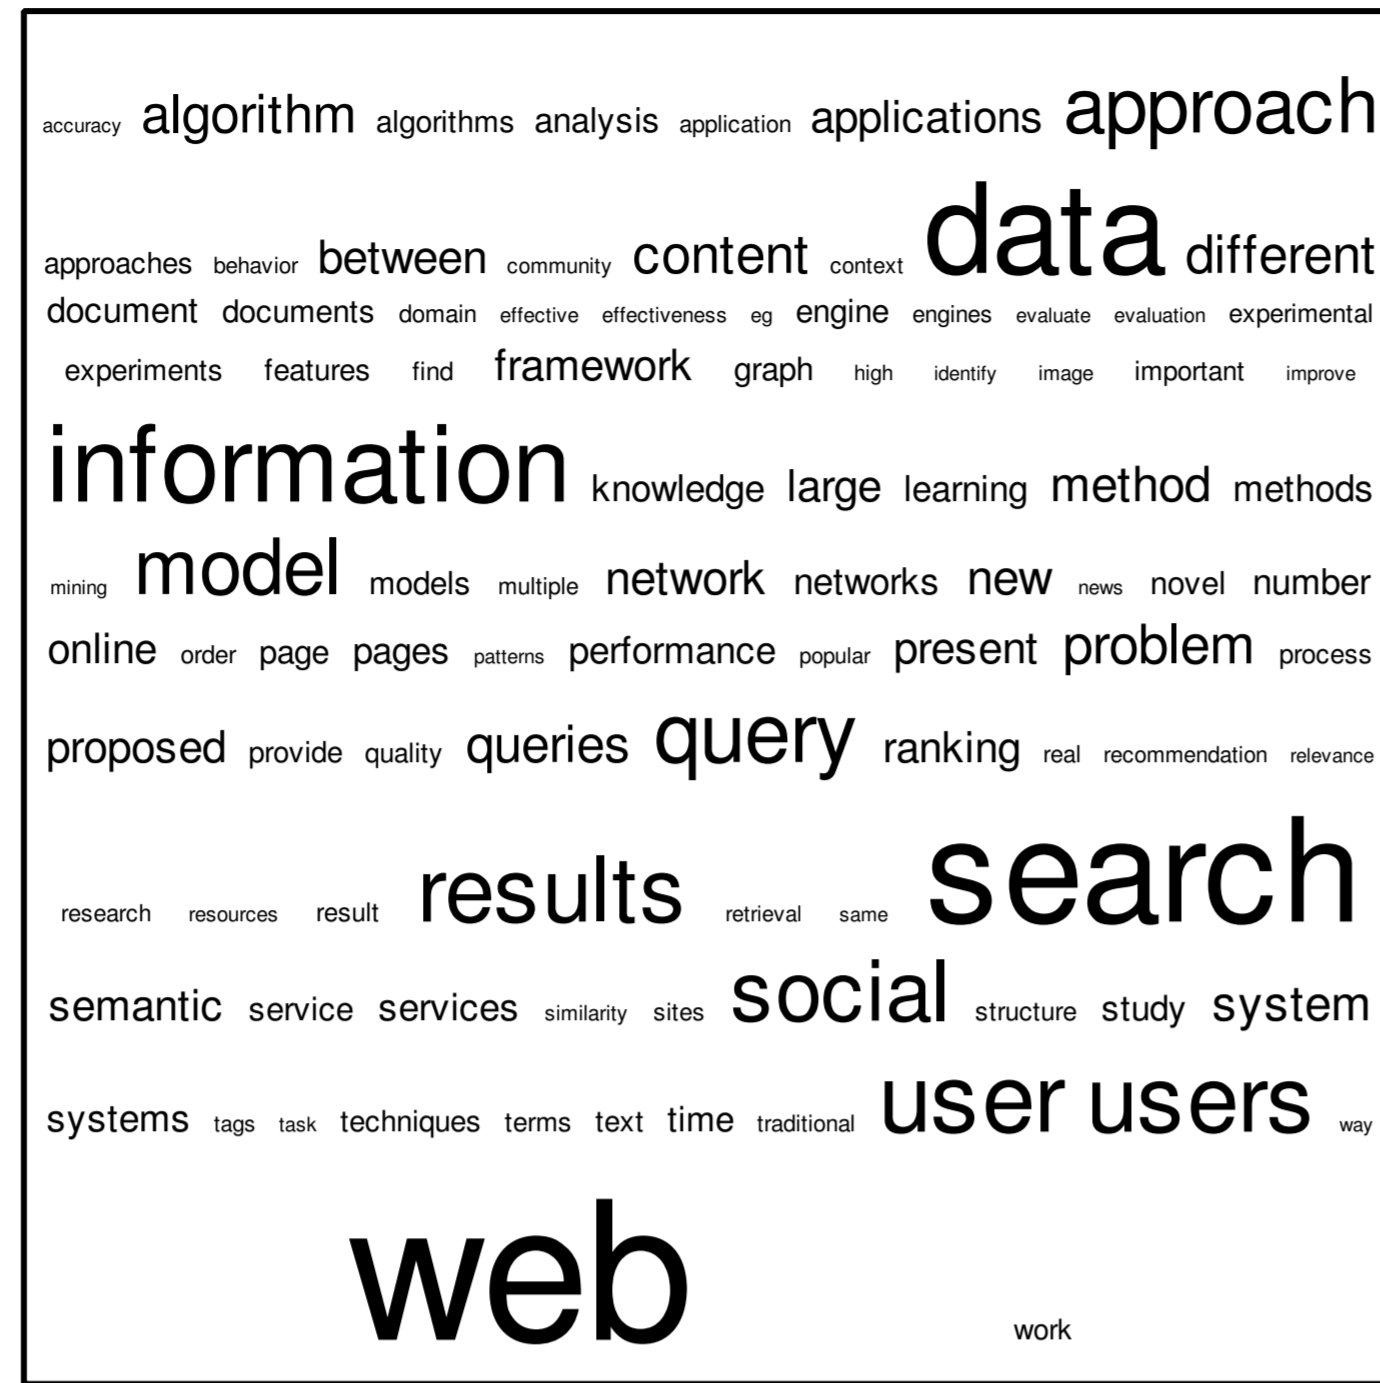 accuracy algorithm algorithms analysis application applications approach
approaches behavior between community content context data different
document documents domain effective effectiveness eg engine engines evaluate evaluation experimental
experiments features find framework graph high identify image important improve
information knowledge large learning method methods
mining model models multiple network networks new news novel number
online order page pages patterns performance popular present problem process
proposed provide quality queries query ranking real recommendation relevance
research resources result results retrieval same search
semantic service services similarity sites social structure study system
systems tags task techniques terms text time traditional user users way
web work